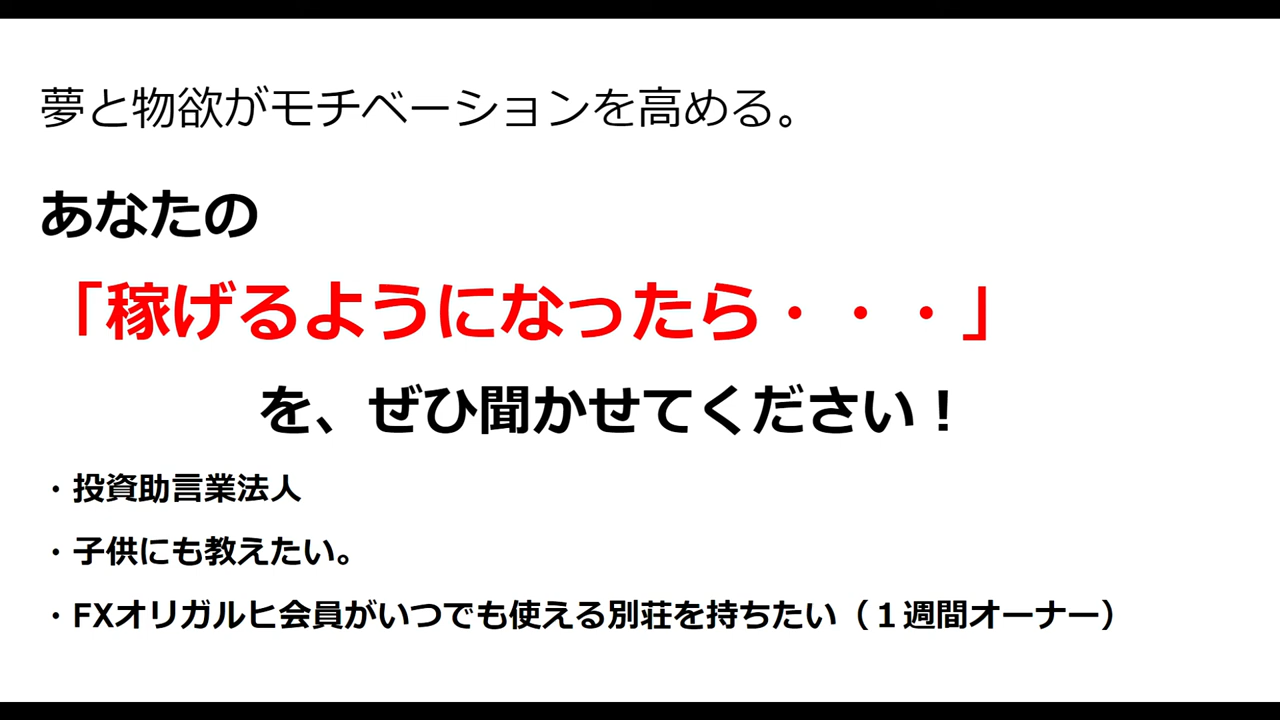 夢と物欲がモチベーションを高める。
あなたの
「稼げるようになったら・・・」
を、ぜひ聞かせてください！
・投資助言業法人
・子供にも教えたい。
・FXオリガルヒ会員がいつでも使える別荘を持ちたい（１週間オーナー）